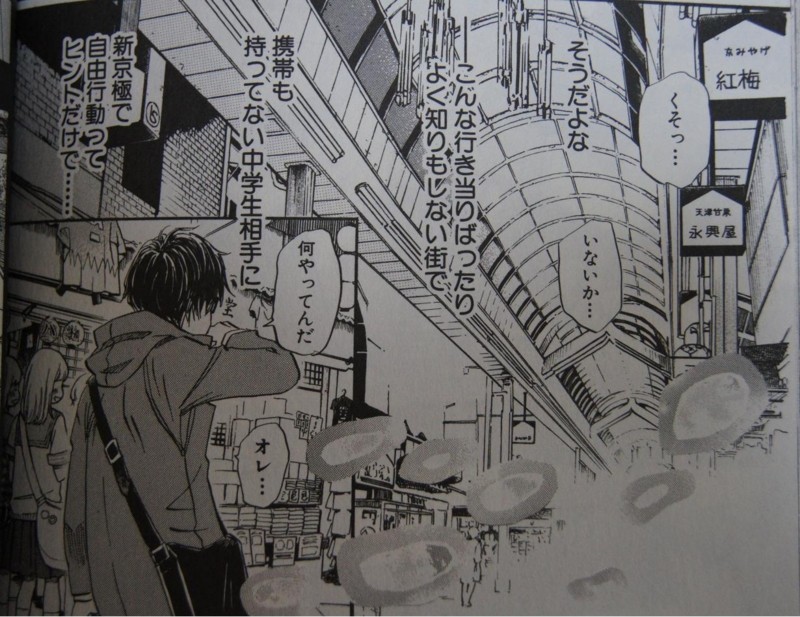 くそっ…
なみやげ
紅梅
いないか…
天津甘栗
永興屋
そうだよな
こんな行き当りばったり
よく知りもしない街で
携帯も
持ってない中学生相手に
新京極で
自由行動って
ヒントだけで……
何やってんだ
オレ…